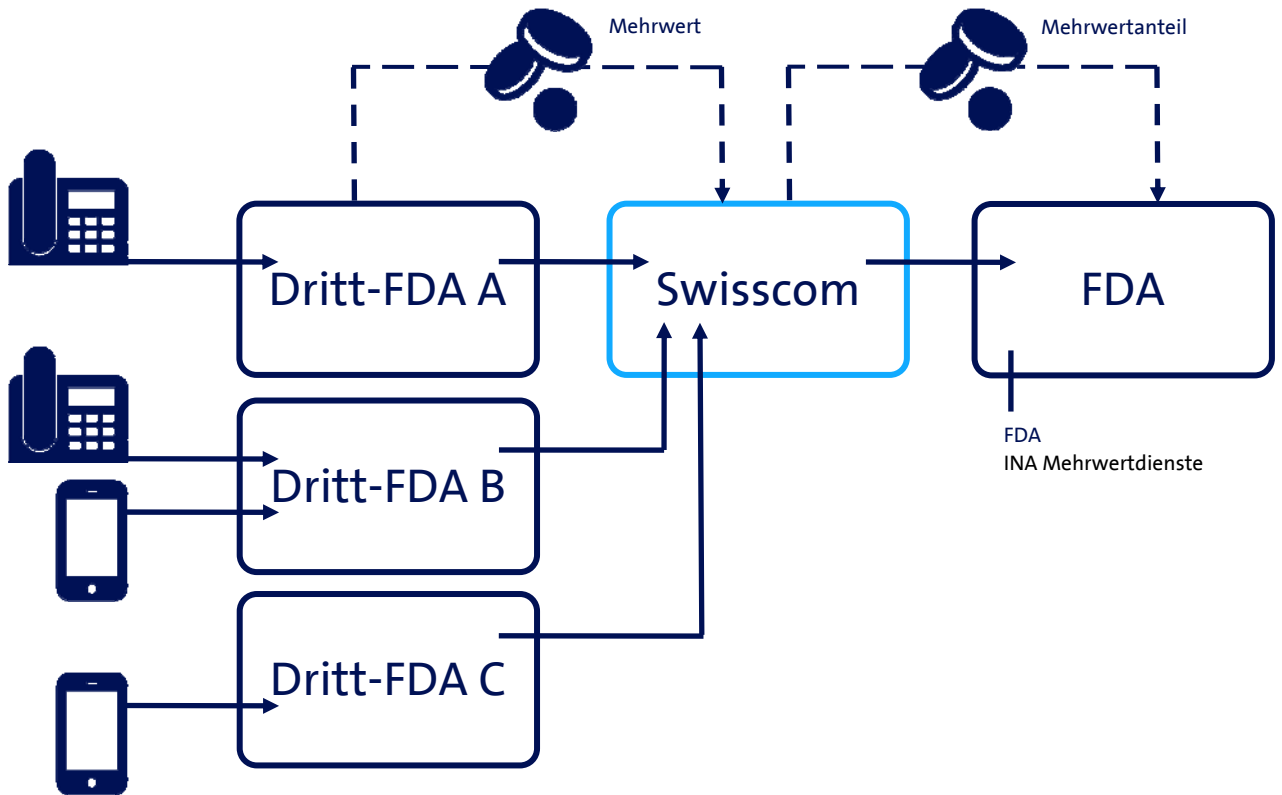 Mehrwert
Mehrwertanteil
Dritt-FDA A
Swisscom
FDA
FDA
INA Mehrwertdienste
Dritt-FDA B
Dritt-FDA C